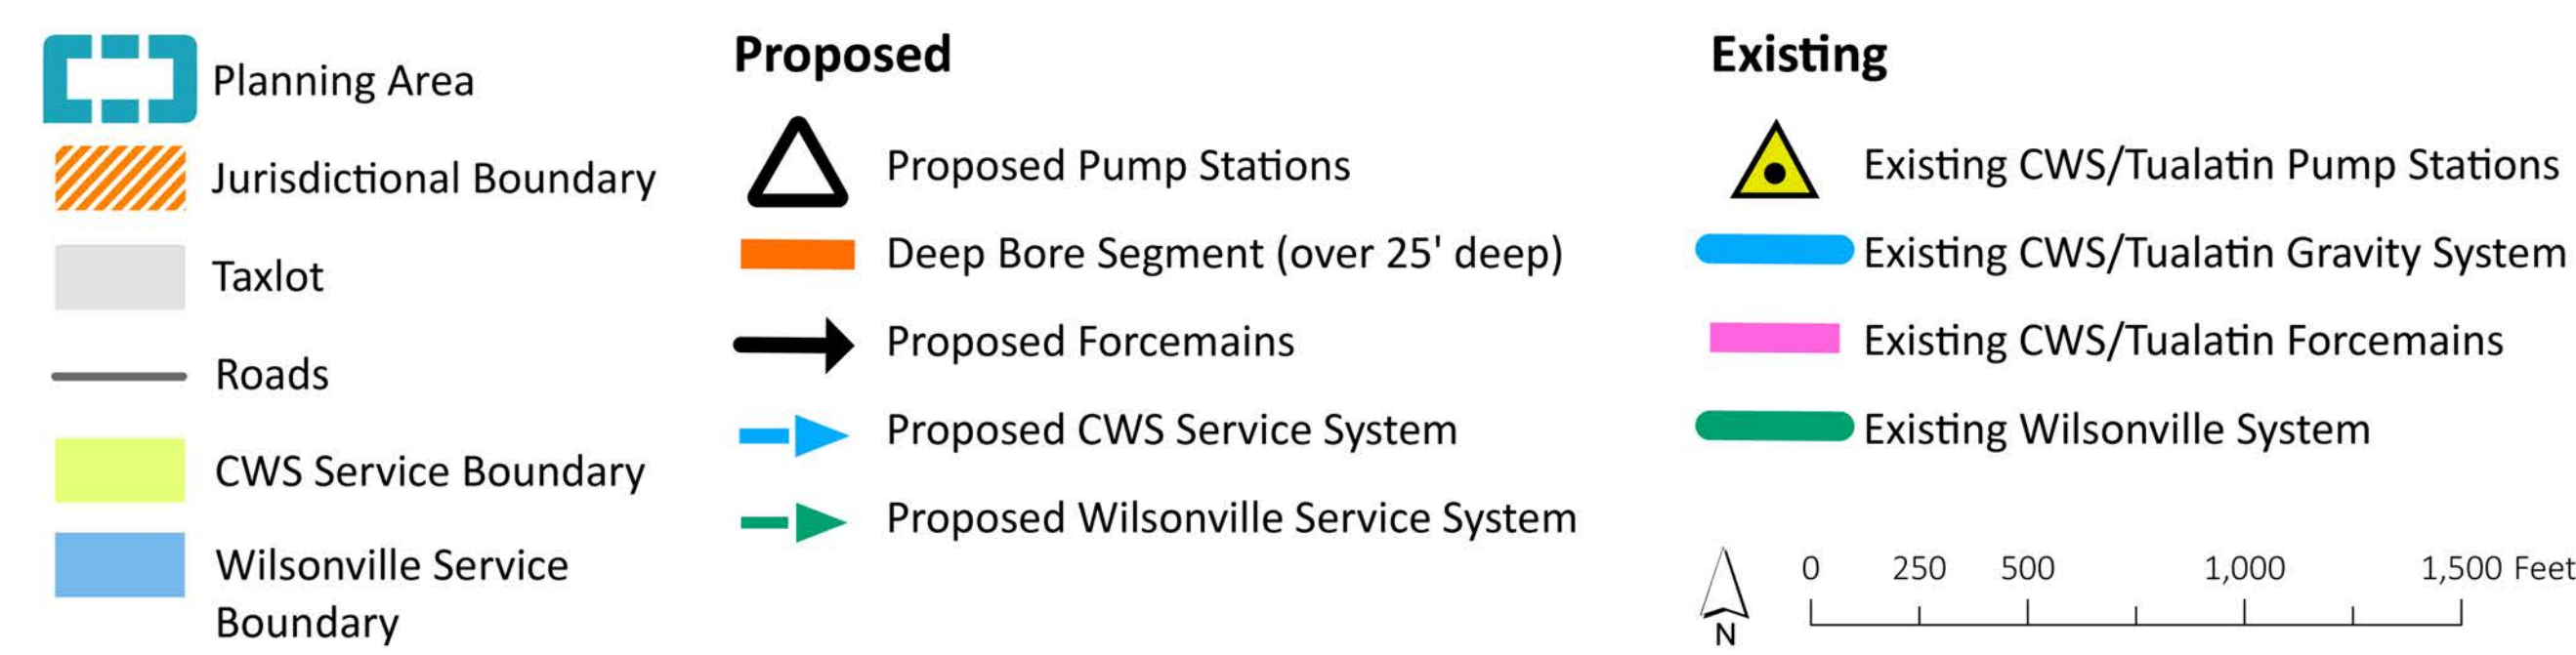 Planning Area
Jurisdictional Boundary
Taxlot
Roads
CWS Service Boundary
Wilsonville Service
Boundary
Proposed
Proposed Pump Stations
Deep Bore Segment (over 25' deep)
Proposed Forcemains
Proposed CWS Service System
Proposed Wilsonville Service System
Existing
Existing CWS/Tualatin Pump Stations
Existing CWS/Tualatin Gravity System
Existing CWS/Tualatin Forcemains
Existing Wilsonville System
N
0 250 500 1,000 1,500 Feet